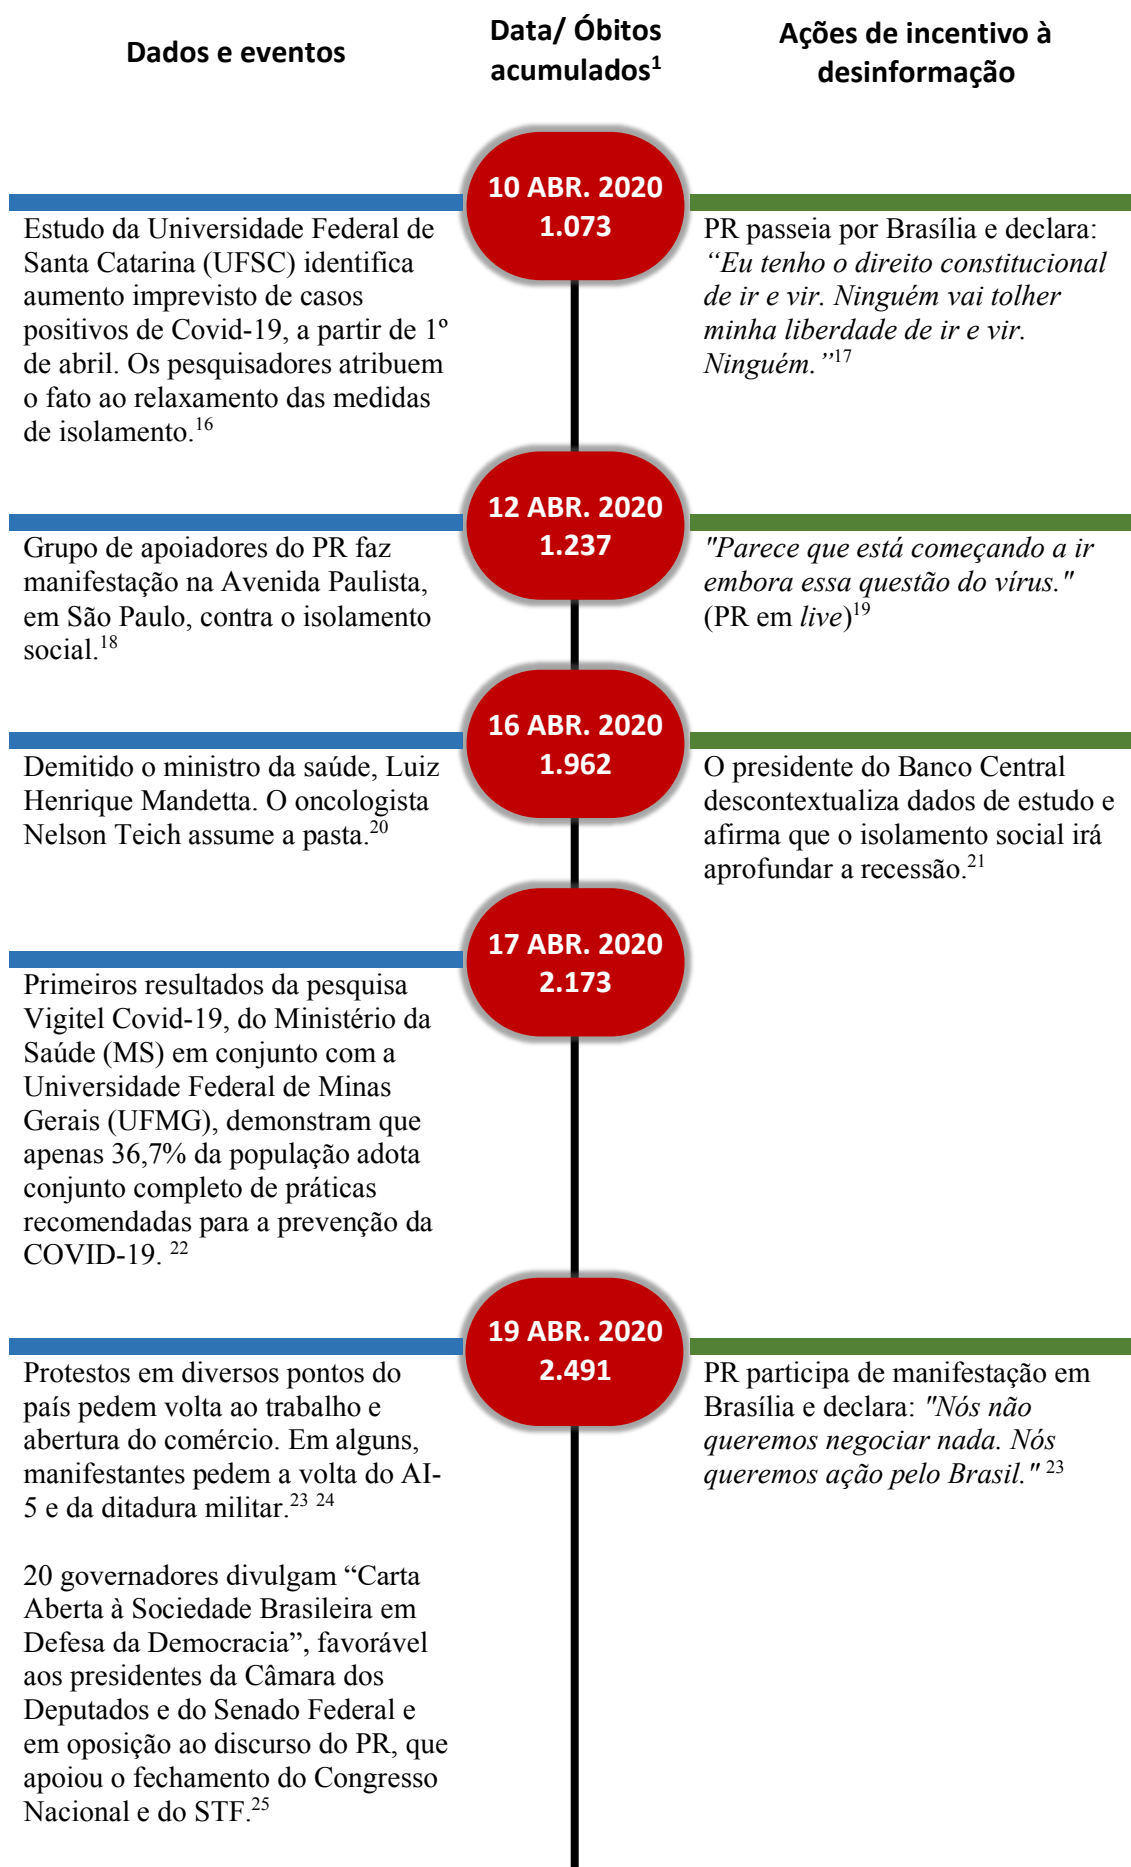 Dados e eventos
Data/ Óbitos
acumulados¹
Ações de incentivo à
desinformação
10 ABR. 2020
1.073
Estudo da Universidade Federal de
Santa Catarina (UFSC) identifica
aumento imprevisto de casos
positivos de Covid-19, a partir de 1º
de abril. Os pesquisadores atribuem
o fato ao relaxamento das medidas
de isolamento.¹⁶
PR passeia por Brasília e declara:
“Eu tenho o direito constitucional
de ir e vir. Ninguém vai tolher
minha liberdade de ir e vir.
Ninguém.”¹⁷
12 ABR. 2020
1.237
Grupo de apoiadores do PR faz
manifestação na Avenida Paulista,
em São Paulo, contra o isolamento
social.¹⁸
"Parece que está começando a ir
embora essa questão do vírus."
(PR em live)¹⁹
16 ABR. 2020
1.962
Demitido o ministro da saúde, Luiz
Henrique Mandetta. O oncologista
Nelson Teich assume a pasta.²⁰
O presidente do Banco Central
descontextualiza dados de estudo e
afirma que o isolamento social irá
aprofundar a recessão.²¹
17 ABR. 2020
2.173
Primeiros resultados da pesquisa
Vigitel Covid-19, do Ministério da
Saúde (MS) em conjunto com a
Universidade Federal de Minas
Gerais (UFMG), demonstram que
apenas 36,7% da população adota
conjunto completo de práticas
recomendadas para a prevenção da
COVID-19. ²²
19 ABR. 2020
2.491
Protestos em diversos pontos do
país pedem volta ao trabalho e
abertura do comércio. Em alguns,
manifestantes pedem a volta do AI-
5 e da ditadura militar.²³ ²⁴
PR participa de manifestação em
Brasília e declara: "Nós não
queremos negociar nada. Nós
queremos ação pelo Brasil." ²³
20 governadores divulgam “Carta
Aberta à Sociedade Brasileira em
Defesa da Democracia”, favorável
aos presidentes da Câmara dos
Deputados e do Senado Federal e
em oposição ao discurso do PR, que
apoiou o fechamento do Congresso
Nacional e do STF.²⁵